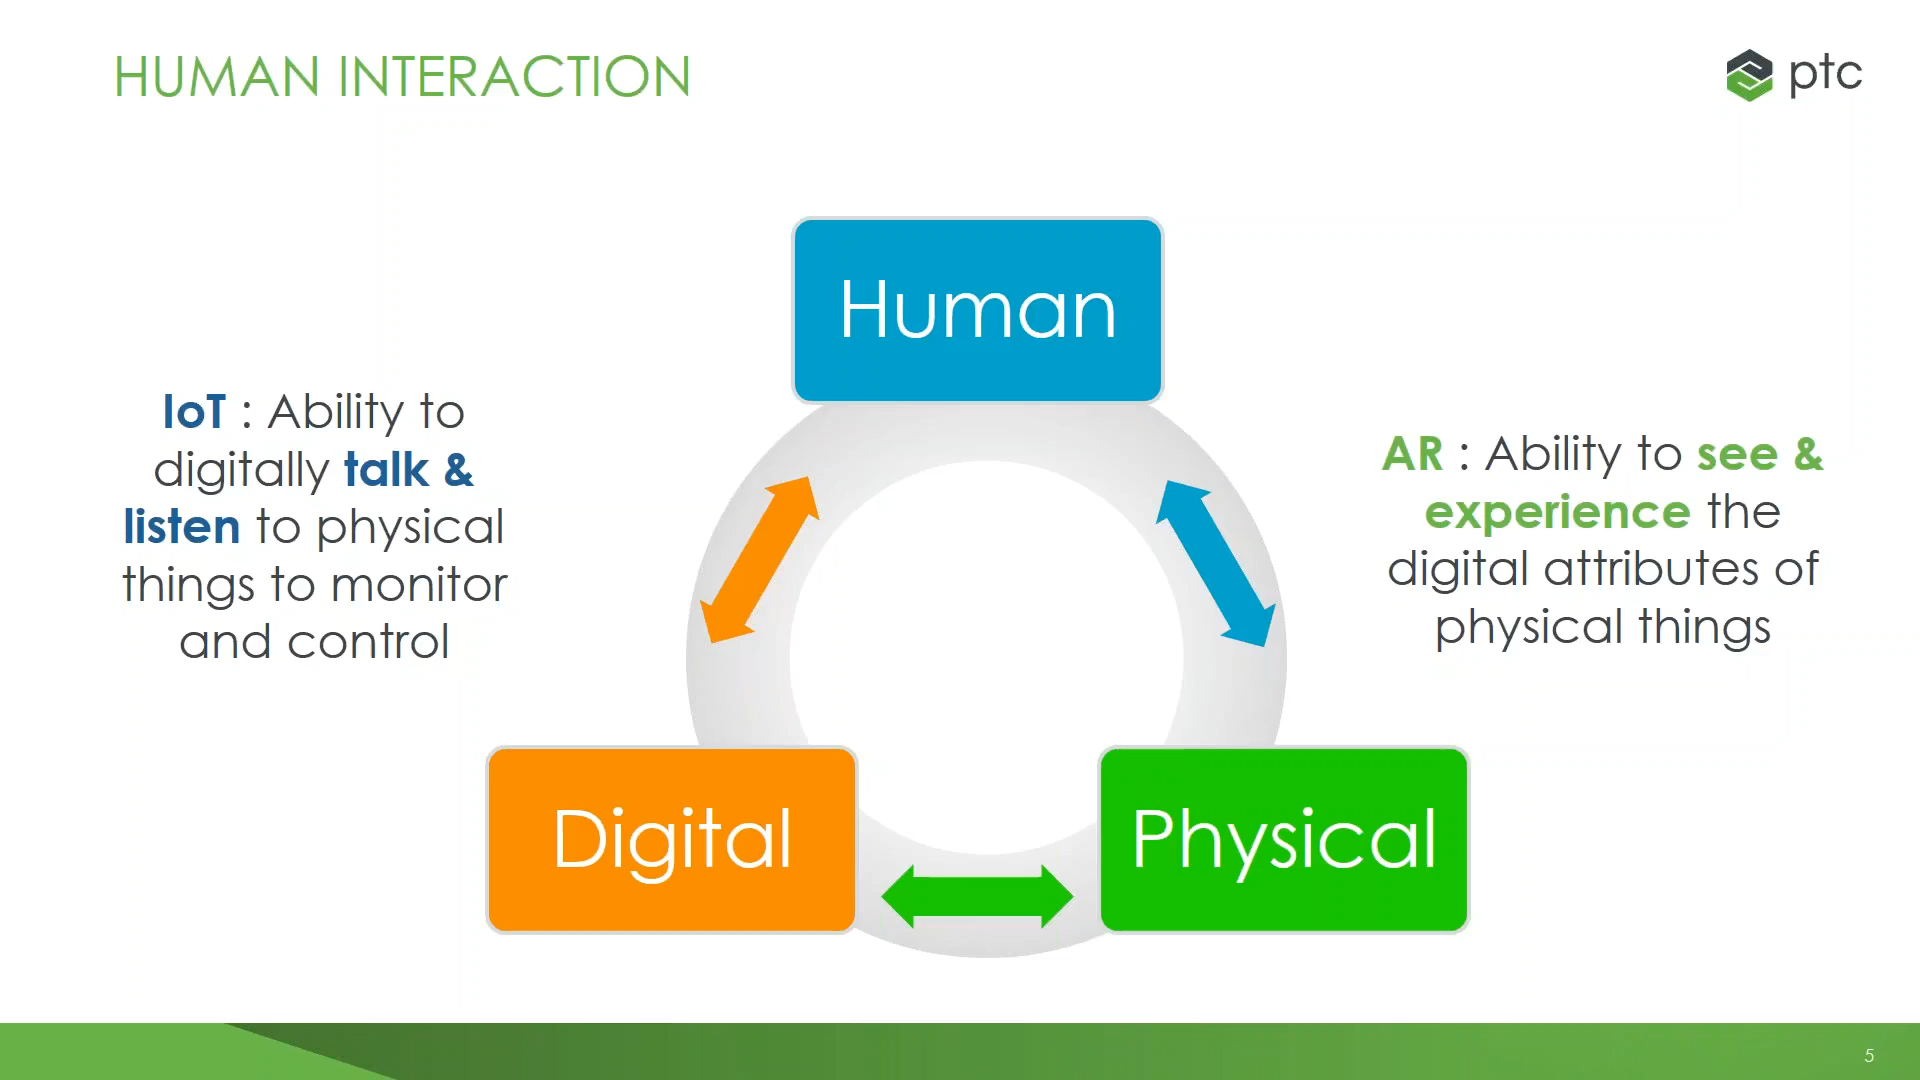 HUMAN INTERACTION
ptc
Human
IoT : Ability to
digitally talk &
listen to physical
things to monitor
and control
AR : Ability to see &
experience the
digital attributes of
physical things
Digital
Physical
5